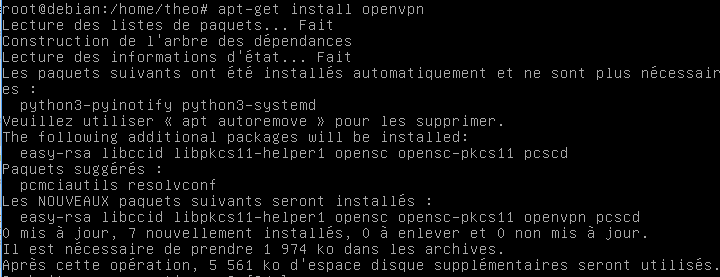 root@debian:/home/theo# apt-get install openvpn
Lecture des listes de paquets... Fait
Construction de l'arbre des dépendances
Lecture des informations d'état... Fait
Les paquets suivants ont été installés automatiquement et ne sont plus nécessair
es :
  python3-pyinotify python3-systemd
Veuillez utiliser « apt autoremove » pour les supprimer.
The following additional packages will be installed:
  easy-rsa libccid libpkcs11-helper1 opensc opensc-pkcs11 pcscd
Paquets suggérés :
  pcmciautils resolvconf
Les NOUVEAUX paquets suivants seront installés :
  easy-rsa libccid libpkcs11-helper1 opensc opensc-pkcs11 openvpn pcscd
0 mis à jour, 7 nouvellement installés, 0 à enlever et 0 non mis à jour.
Il est nécessaire de prendre 1 974 ko dans les archives.
Après cette opération, 5 561 ko d'espace disque supplémentaires seront utilisés.